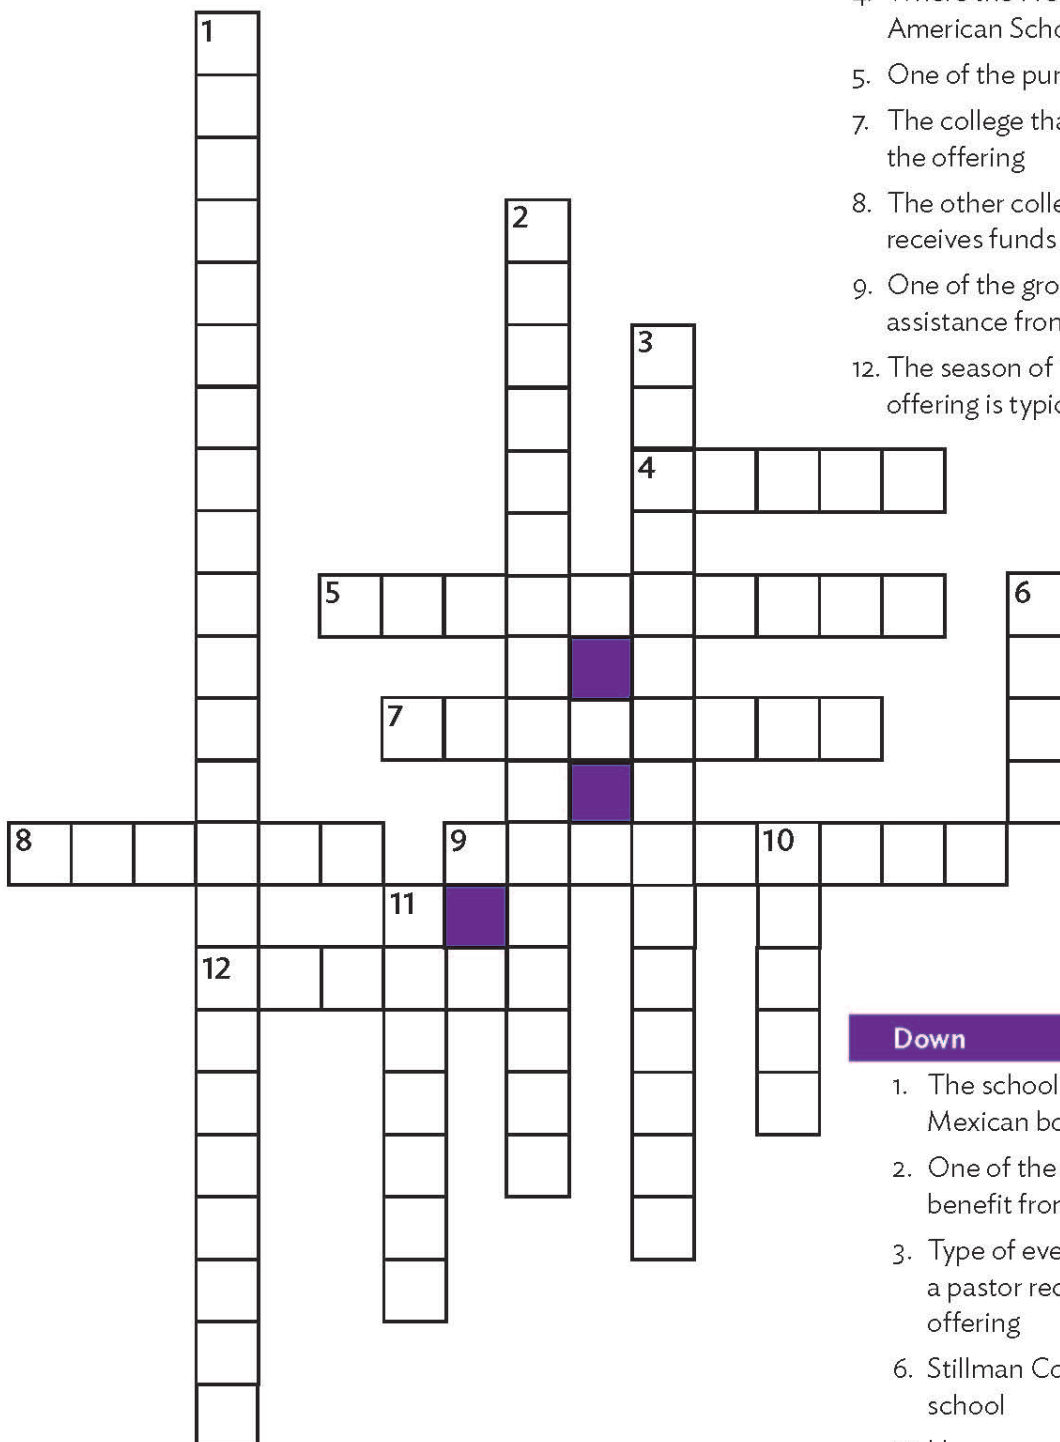 4. Where the
American Scho
5. One of the pur
7. The college tha
the offering
8. The other colle
receives funds
9. One of the gro
assistance fron
12. The season of
offering is typic
1
2
3
4
5
6
7
8
9
10
11
12
Down
1. The school
Mexican bo
2. One of the
benefit fron
3. Type of eve
a pastor rec
offering
6. Stillman Co
school